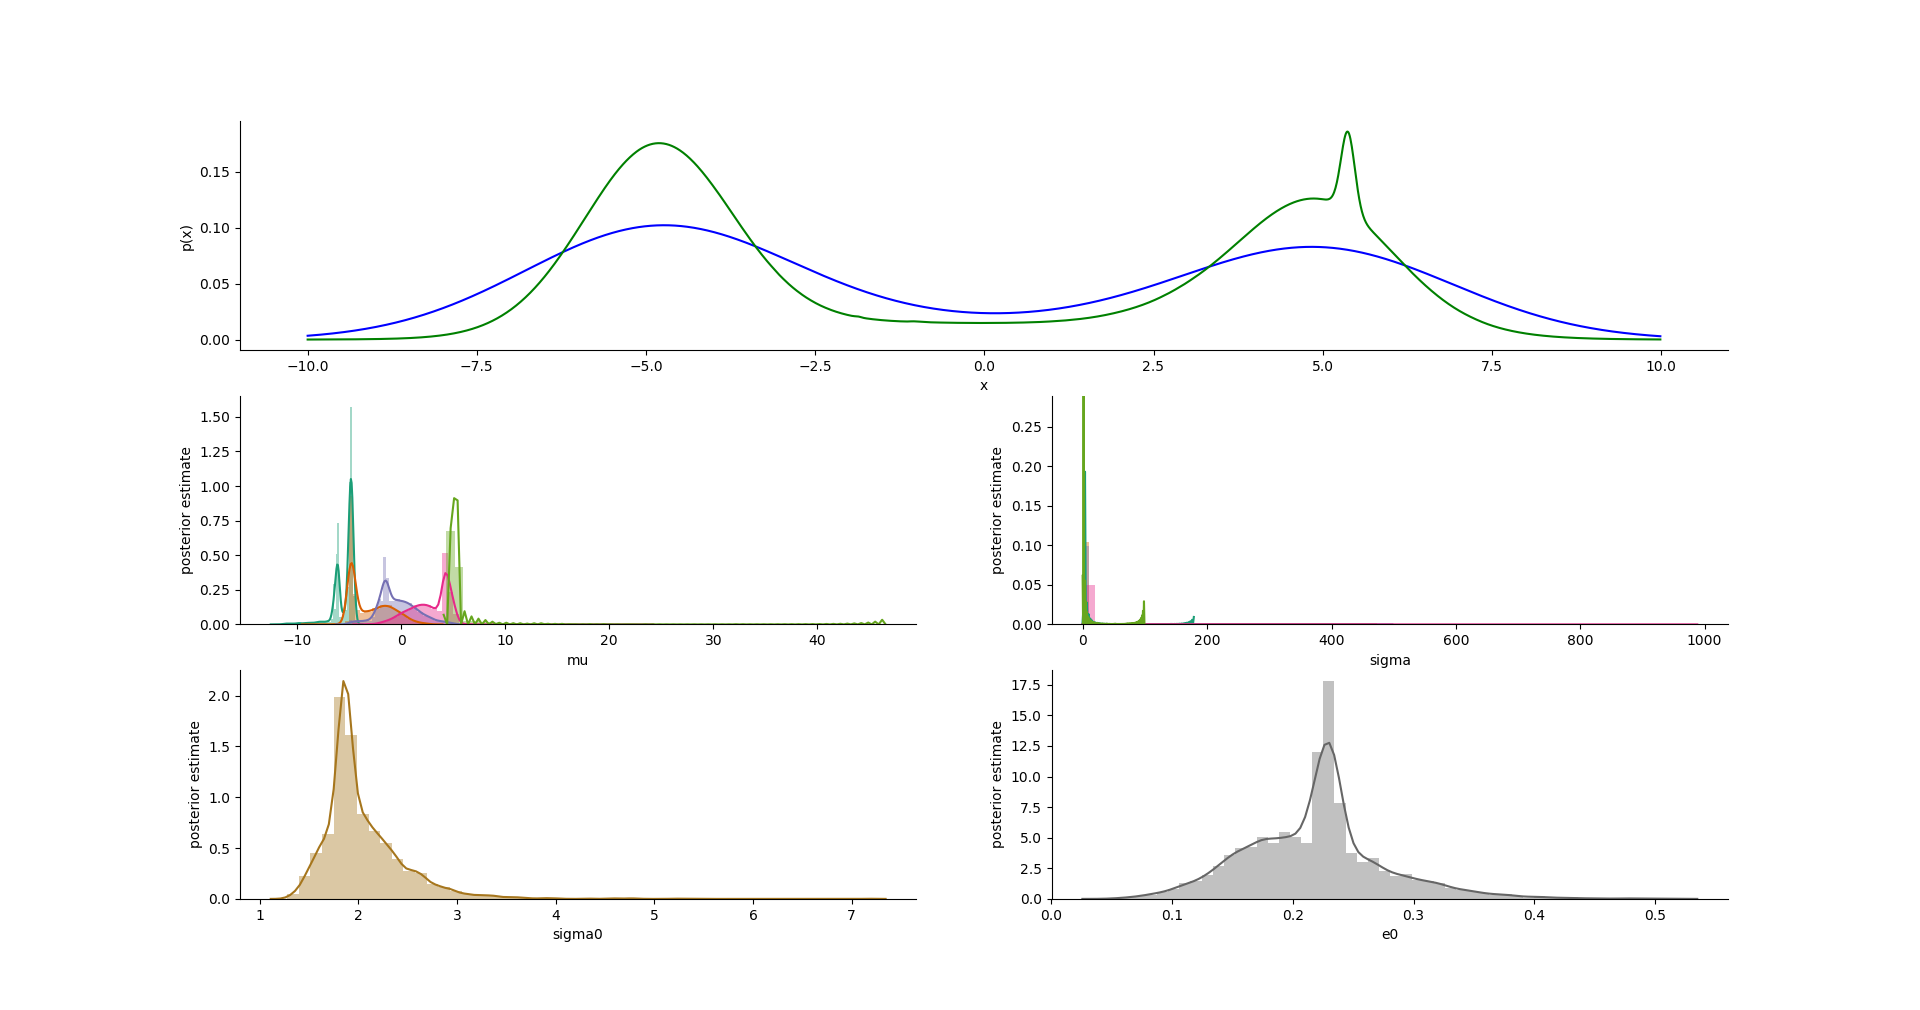 p(x)
0.15
0.10
0.05
0.00
−10.0 −7.5 −5.0 −2.5 0.0 2.5 5.0 7.5 10.0
x
posterior estimate
1.50
1.25
1.00
0.75
0.50
0.25
0.00
−10 0 10 20 30 40
mu
posterior estimate
0.25
0.20
0.15
0.10
0.05
0.00
0 200 400 600 800 1000
sigma
posterior estimate
2.0
1.5
1.0
0.5
0.0
1 2 3 4 5 6 7
sigma0
posterior estimate
17.5
15.0
12.5
10.0
7.5
5.0
2.5
0.0
0.0 0.1 0.2 0.3 0.4 0.5
e0